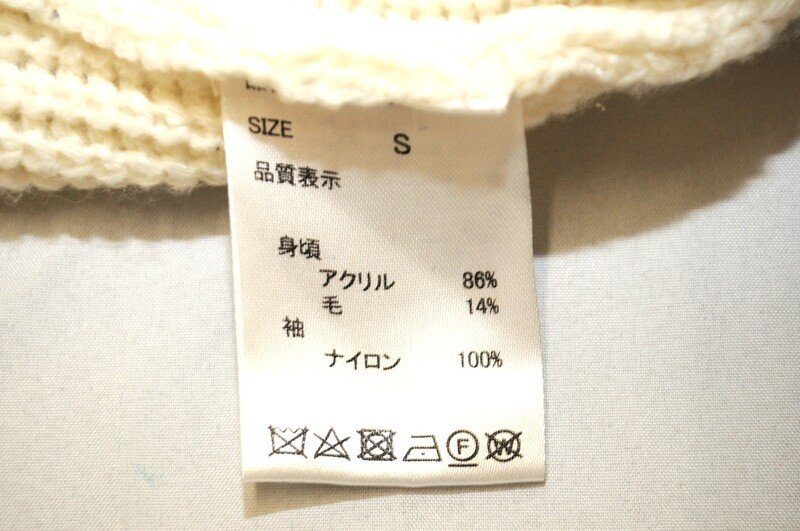 SIZE S
品質表示
身頃
アクリル 86%
毛 14%
袖
ナイロン 100%
F W